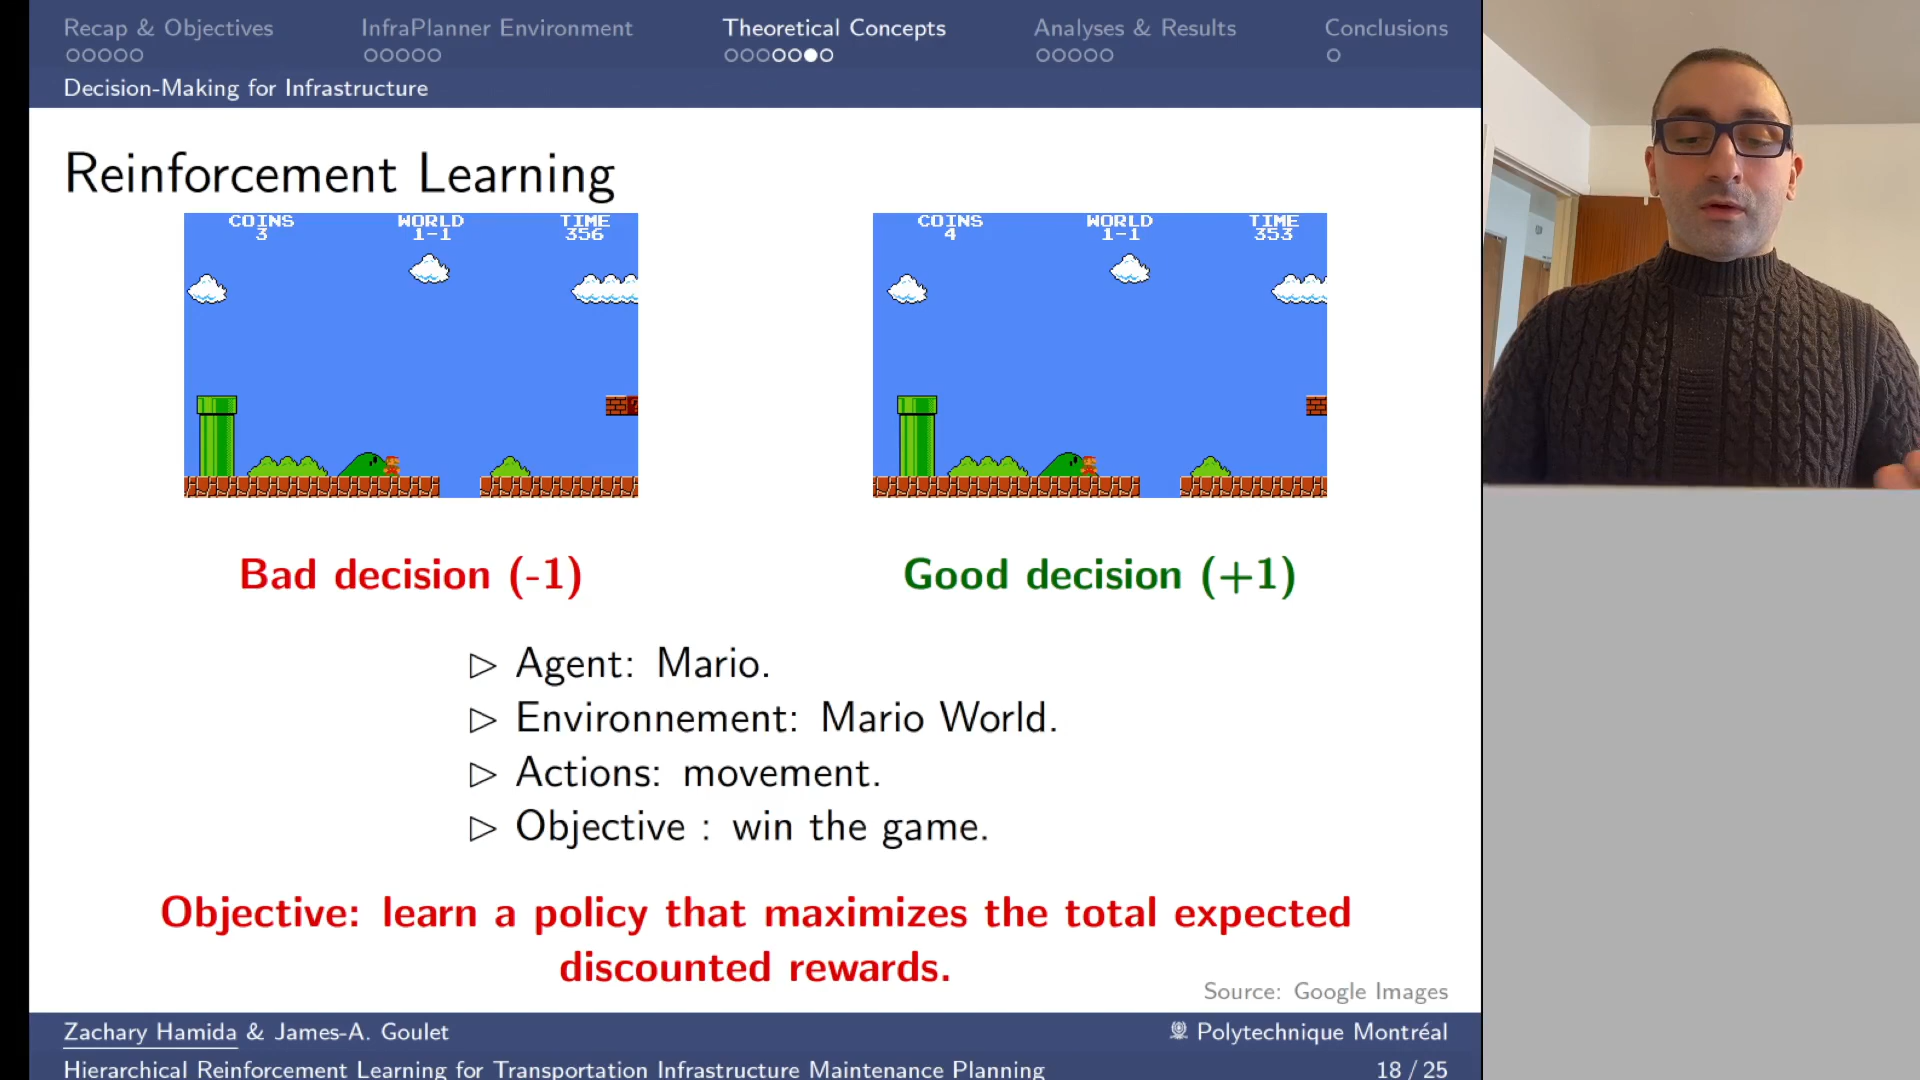 Recap & Objectives
InfraPlanner Environment
Theoretical Concepts
Analyses & Results
Conclusions
Decision-Making for Infrastructure
Reinforcement Learning
COINS WORLD TIME
3 1-1 356
COINS WORLD TIME
4 1-1 353
Bad decision (-1)
Good decision (+1)
Agent: Mario.
Environnement: Mario World.
Actions: movement.
Objective : win the game.
Objective: learn a policy that maximizes the total expected
discounted rewards.
Source: Google Images
Zachary Hamida & James-A. Goulet
Polytechnique Montréal
Hierarchical Reinforcement Learning for Transportation Infrastructure Maintenance Planning
18 / 25